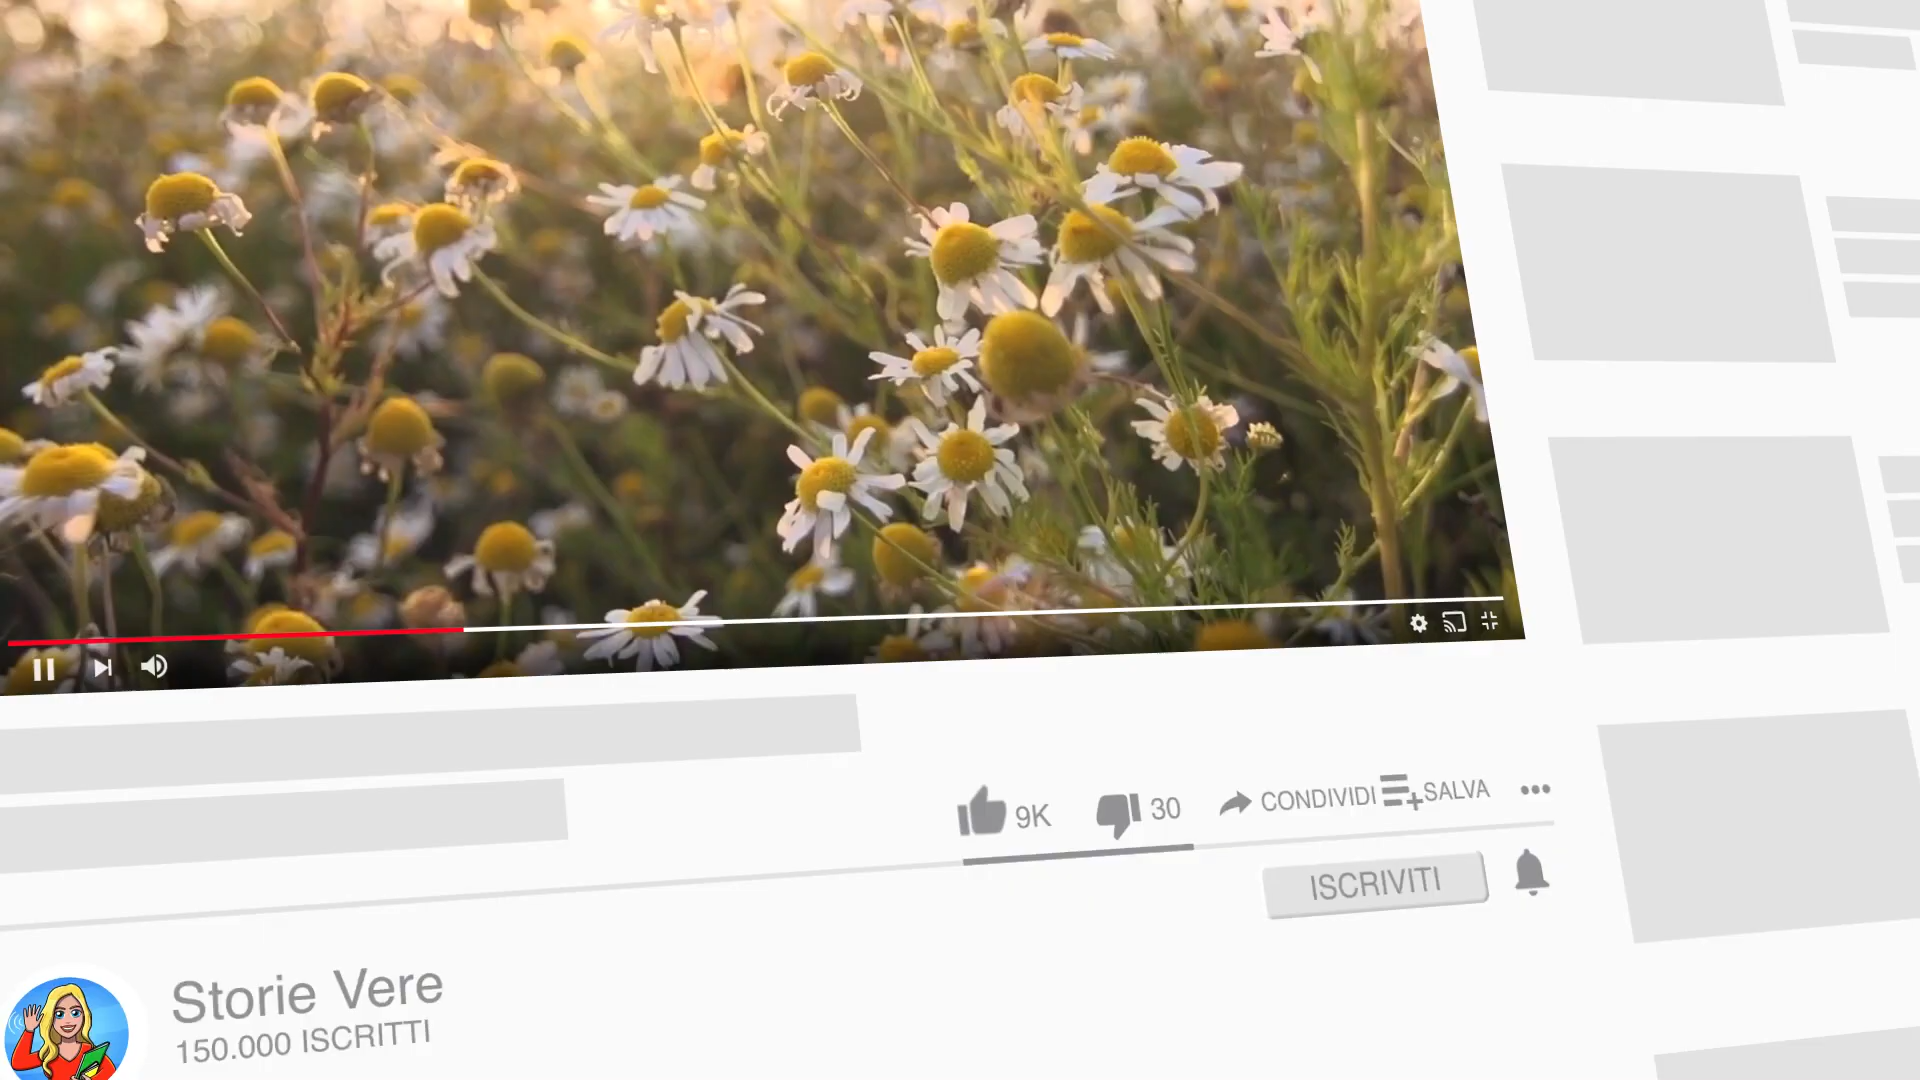 9K
30
CONDIVIDI
SALVA
ISCRIVITI
Storie Vere
150.000 ISCRITTI